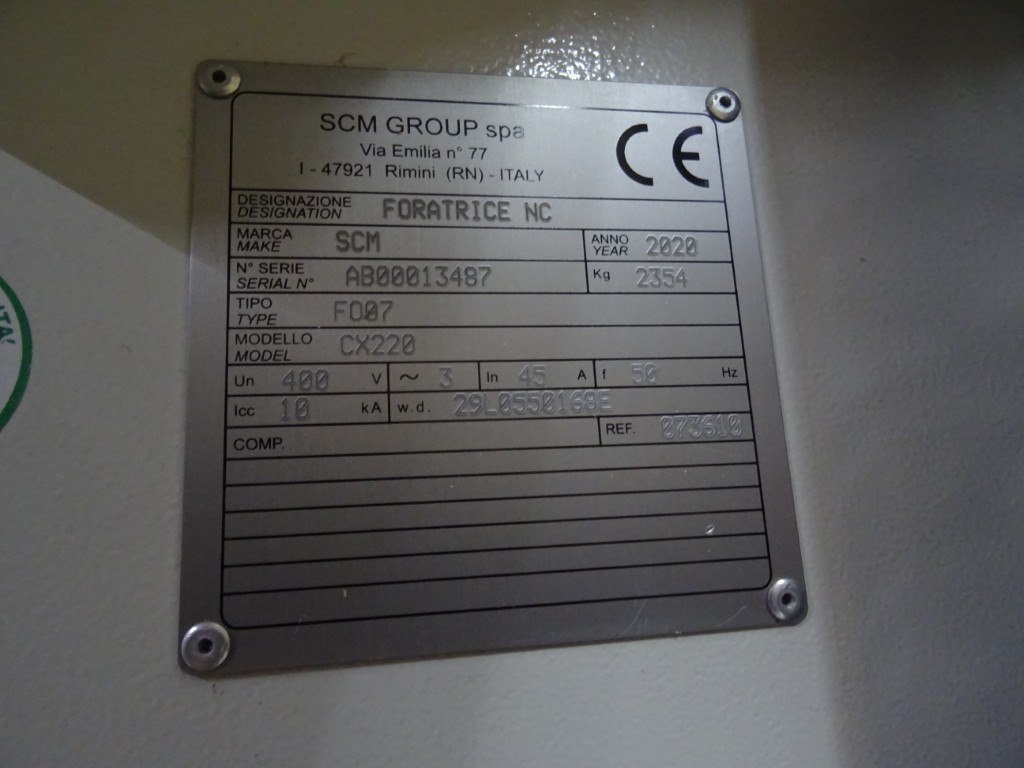 SCM GROUP spa
Via Emilia n° 77
I - 47921 Rimini (RN) - ITALY
CE
DESIGNAZIONE
DESIGNATION FORATRICE NC
MARCA
MAKE SCM
ANNO
YEAR 2020
N° SERIE
SERIAL N° AB00013487
Kg 2354
TIPO
TYPE FO07
MODELLO
MODEL CX220
Un 400 V ~ 3 In 45 A f 50 Hz
Icc 10 kA w.d. 29L0550168E
COMP. REF. 073610